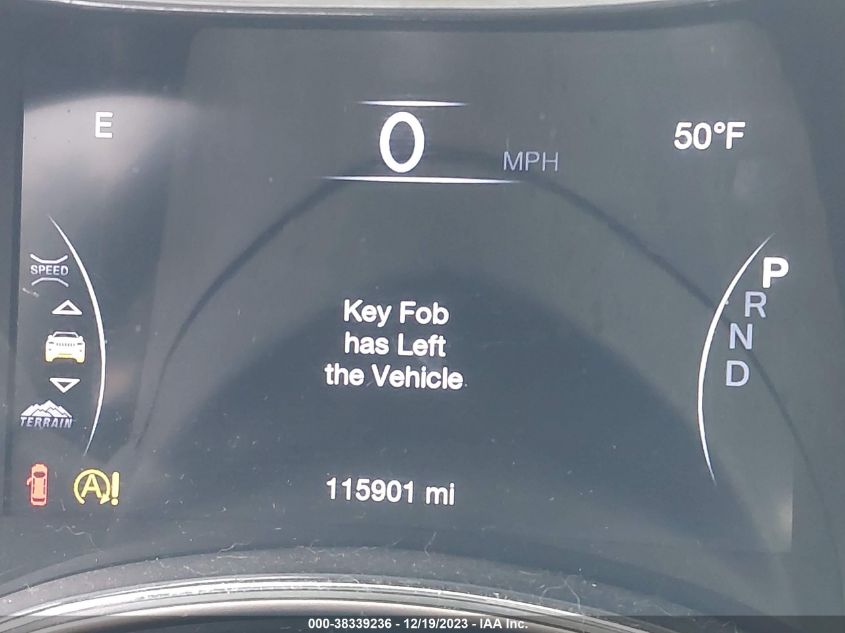 E
0
MPH
50°F
SPEED
P
R
N
D
Key Fob
has Left
the Vehicle
TERRAIN
A!
115901 mi
000-38339236 - 12/19/2023 - IAA Inc.